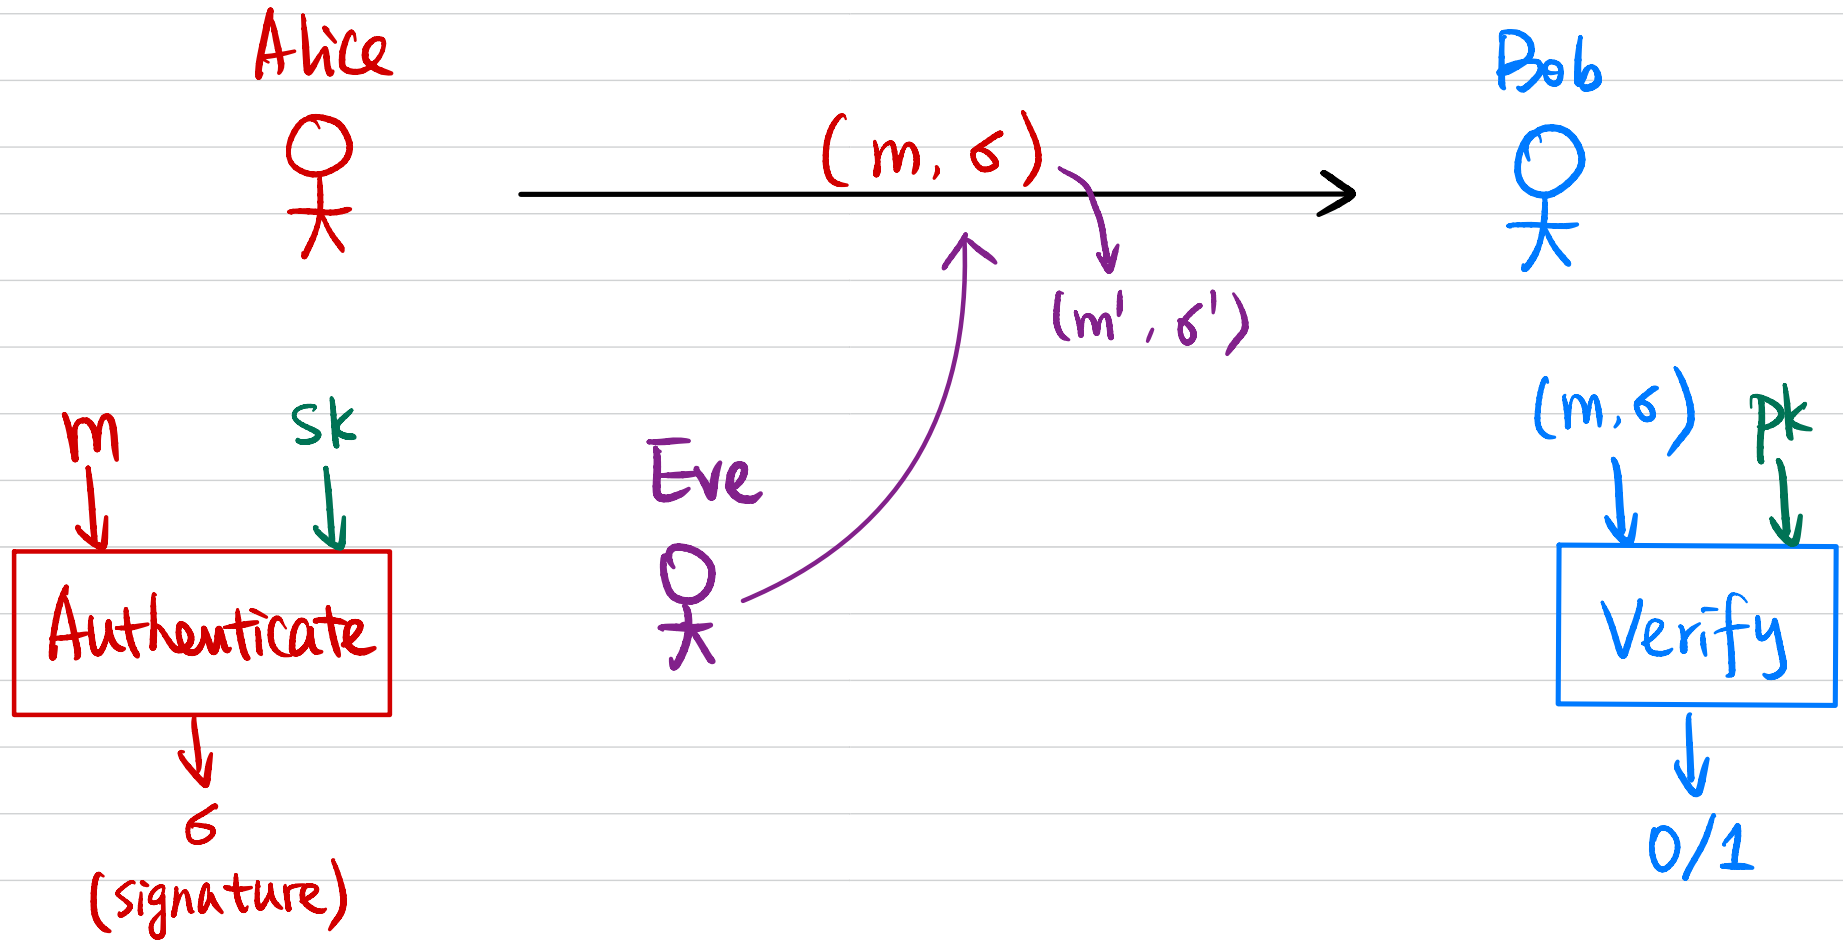 Alice
Bob
(m, σ)
(m', σ')
m
sk
Eve
(m, σ)
pk
Authenticate
Verify
σ
(signature)
0/1